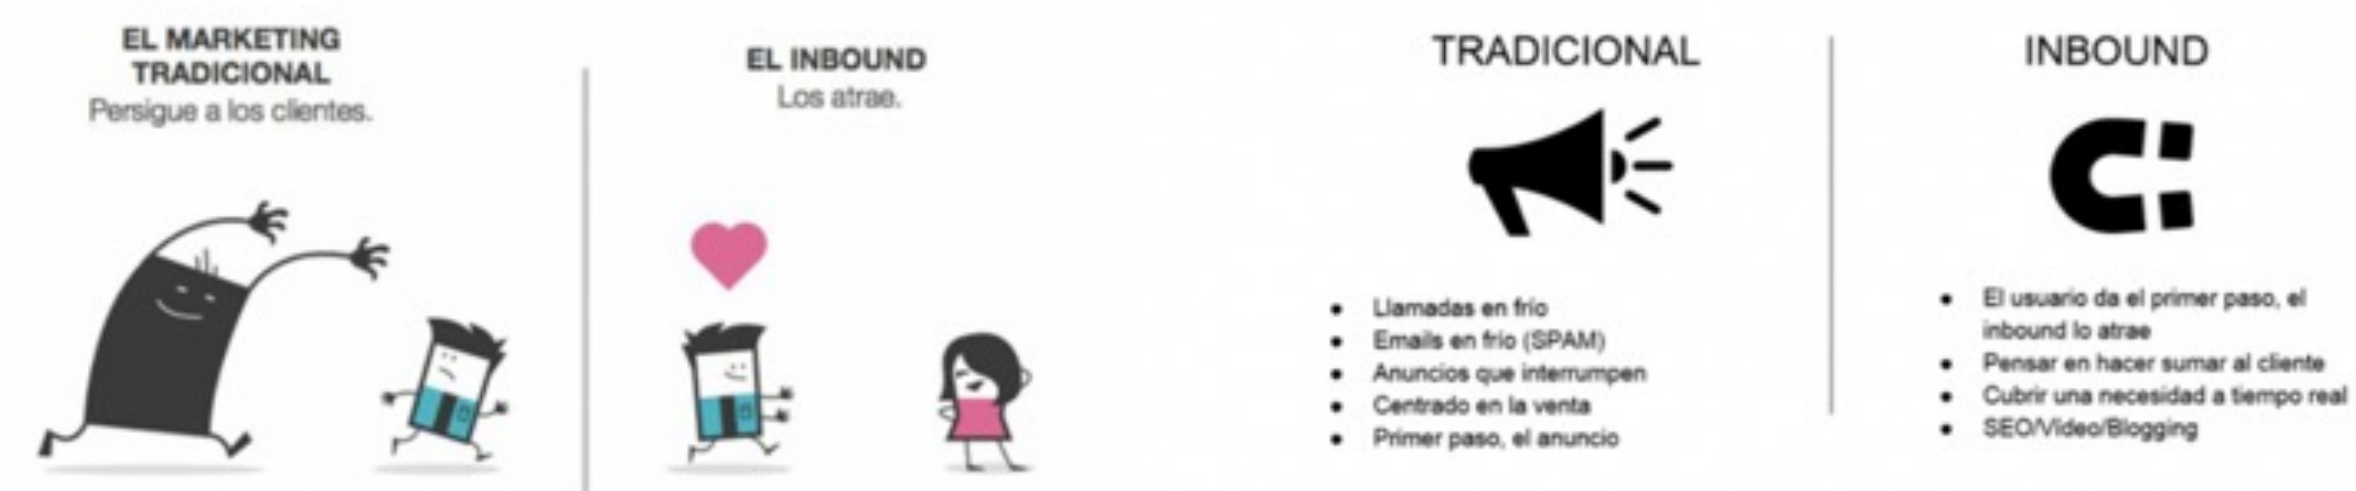 EL MARKETING
TRADICIONAL
Persigue a los clientes.
EL INBOUND
Los atrae.
TRADICIONAL
• Llamadas en frio
• Emails en frio (SPAM)
• Anuncios que interrumpen
• Centrado en la venta
• Primer paso, el anuncio
INBOUND
• El usuario da el primer paso, el
inbound lo atrae
• Pensar en hacer sumar al cliente
• Cubrir una necesidad a tiempo real
• SEO/Video/Blogging